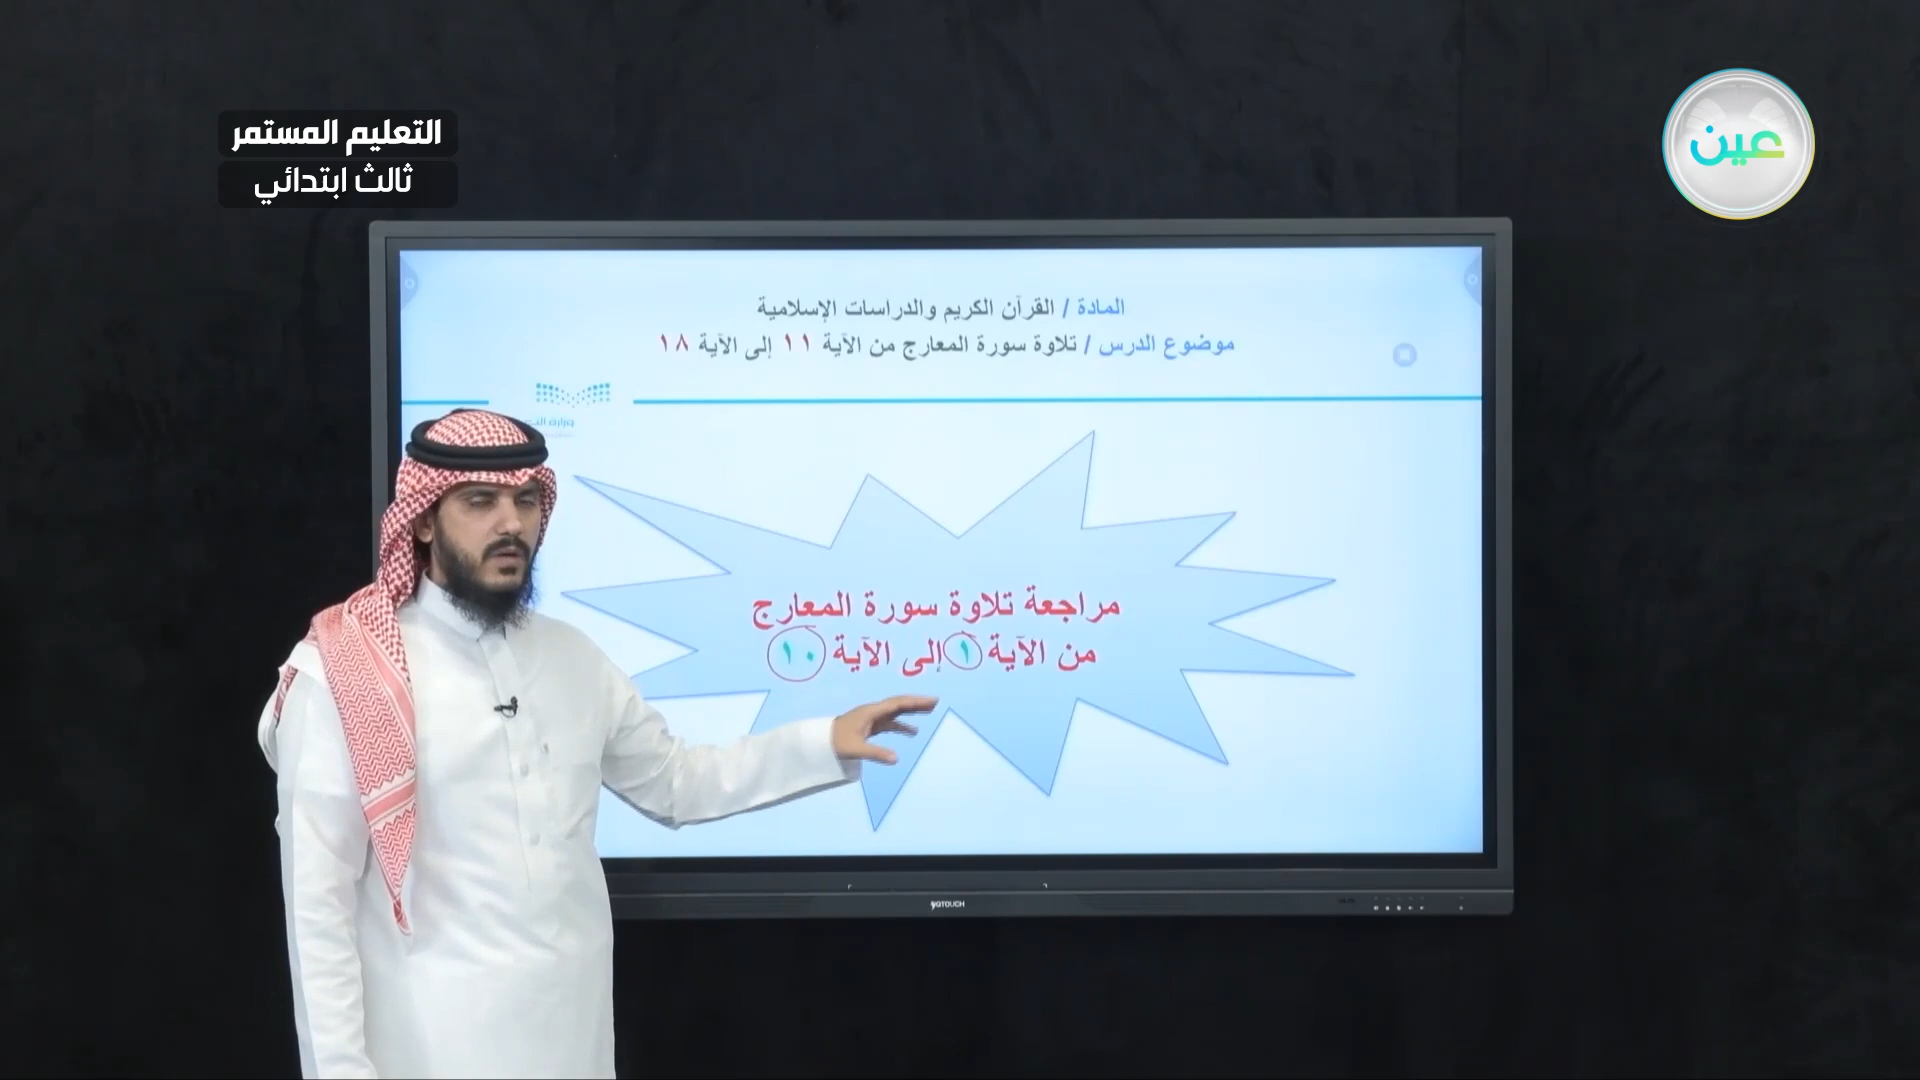 التعليم المستمر
ثالث ابتدائي
عين
المادة / القرآن الكريم والدراسات الإسلامية
موضوع الدرس / تلاوة سورة المعارج من الآية ١١ إلى الآية ١٨
مراجعة تلاوة سورة المعارج
من الآية ١ إلى الآية ١٠